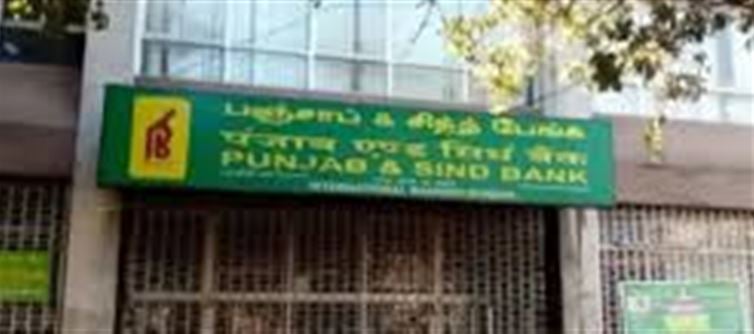 பஞ்சாப் & சிந்த் பேங்க
पंजाब एण्ड सिंध बैंक
PUNJAB & SIND BANK
INTERNATIONAL